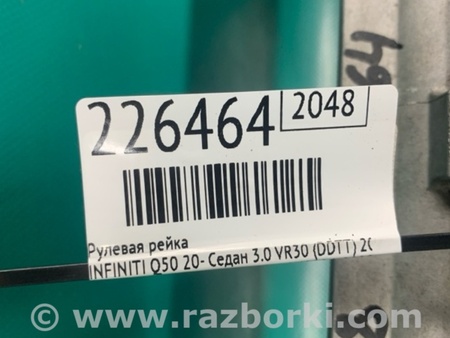 226464 2048
Рулевая рейка
INFINITI Q50 20- Седан 3.0 VR30 (DDTT) 20
www.razborki.com